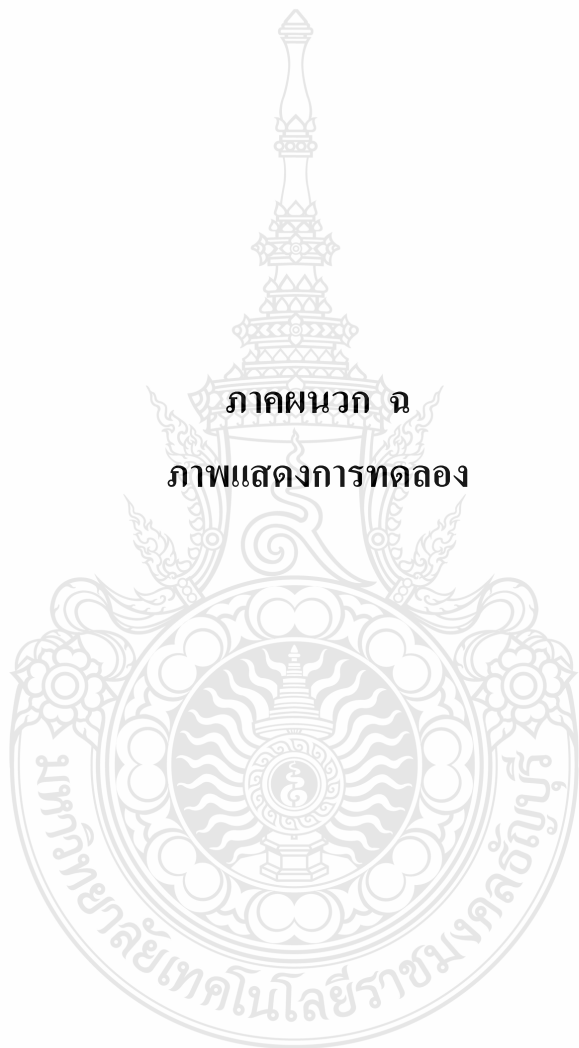 ภาคผนวก ฉ
ภาพแสดงการทดลอง
มหาวิทยาลัยเทคโนโลยีราชมงคลธัญบุรี